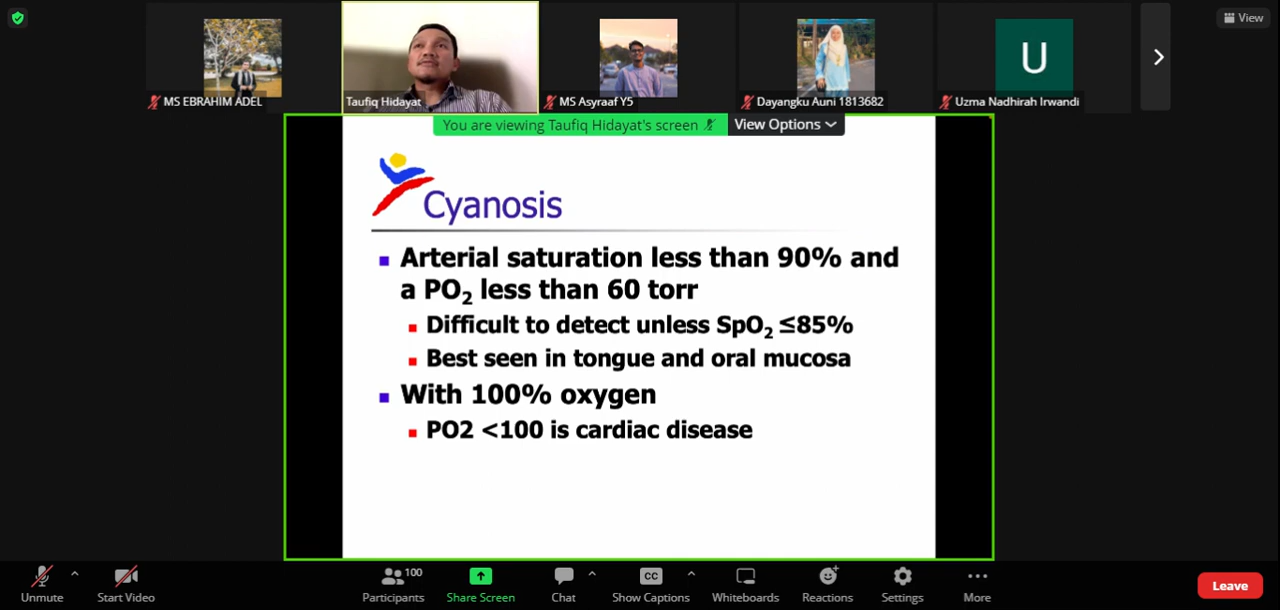 View
MS EBRAHIM ADEL
Taufiq Hidayat
MS Asyraaf Y5
Dayangku Auni 1813682
U
Uzma Nadhirah Irwandi
You are viewing Taufiq Hidayat's screen
View Options
Cyanosis
Arterial saturation less than 90% and
a PO₂ less than 60 torr
Difficult to detect unless SpO₂ ≤85%
Best seen in tongue and oral mucosa
With 100% oxygen
PO2 <100 is cardiac disease
Unmute
Start Video
Participants
100
Share Screen
Chat
CC
Show Captions
Whiteboards
Reactions
Settings
More
Leave